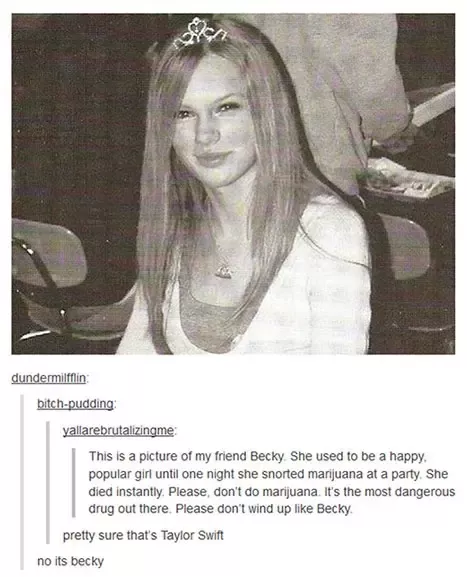 dundermilfflin:
bitch-pudding:
yallarebrutalizingme:
This is a picture of my friend Becky. She used to be a happy,
popular girl until one night she snorted marijuana at a party. She
died instantly. Please, don't do marijuana. It's the most dangerous
drug out there. Please don't wind up like Becky.
pretty sure that's Taylor Swift
no its becky